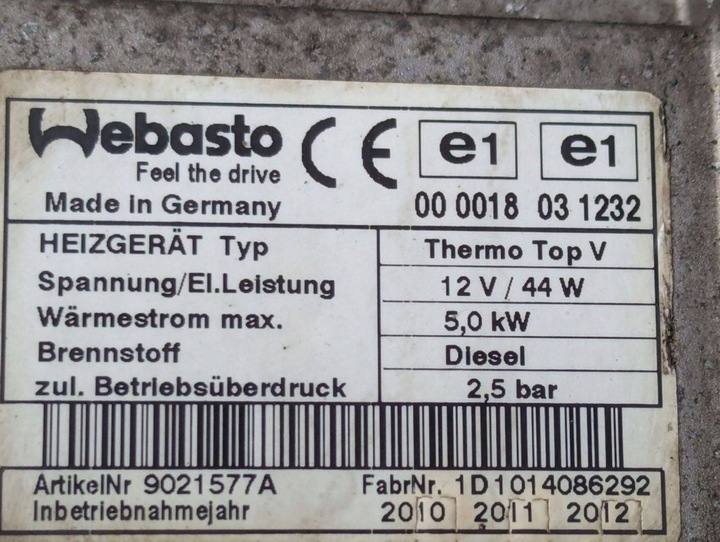 Webasto
Feel the drive
Made in Germany
CE
e1 e1
00 0018 03 1232
HEIZGERÄT Typ Thermo Top V
Spannung/El.Leistung 12 V / 44 W
Wärmestrom max. 5,0 kW
Brennstoff Diesel
zul. Betriebsüberdruck 2,5 bar
ArtikelNr 9021577A FabrNr. 1D1014086292
Inbetriebnahmejahr 2010 2011 2012